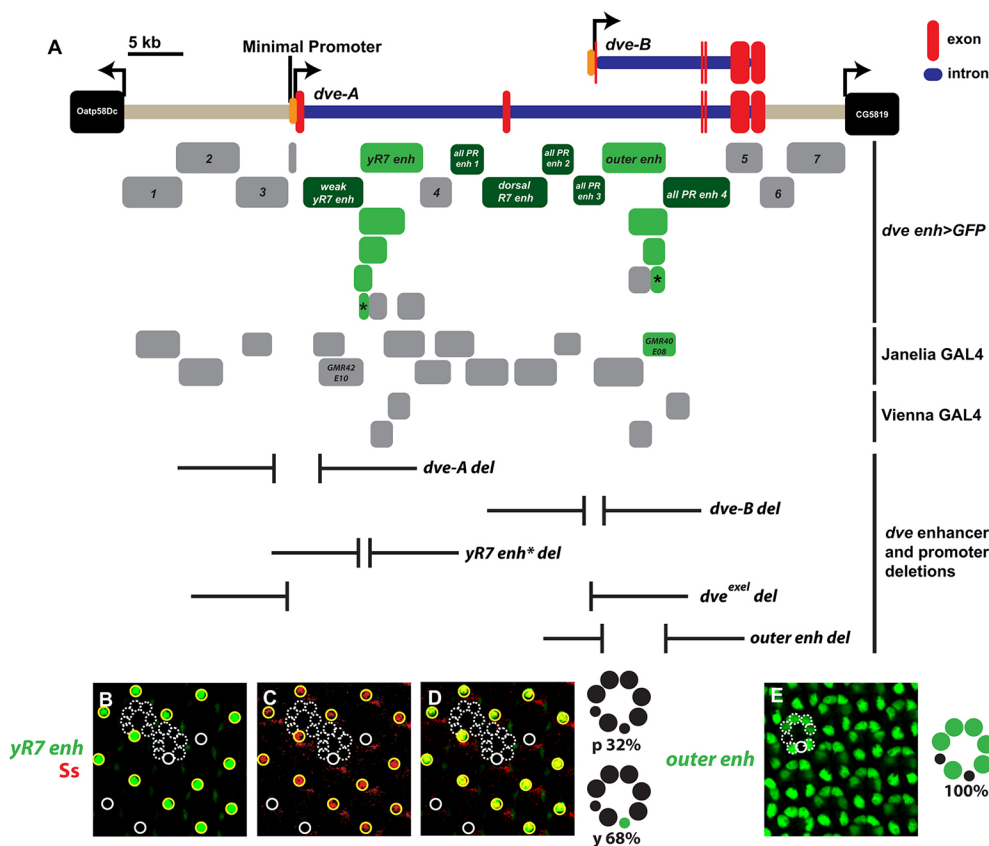 A
5 kb
Minimal Promoter
dve-B
exon
intron
dve-A
Oatp58Dc
CG5819
2
yR7 enh
all PR
enh 1
all PR
enh 2
outer enh
5
7
1
3
weak
yR7 enh
4
dorsal
R7 enh
all PR
enh 3
all PR
enh 4
6
dve enh>GFP
*
*
GMR40
E08
Janelia GAL4
GMR42
E10
Vienna GAL4
dve-A del
dve-B del
yR7 enh* del
dve exel del
outer enh del
dve enhancer
and promoter
deletions
B
C
D
E
yR7 enh
Ss
p 32%
y 68%
outer enh
100%